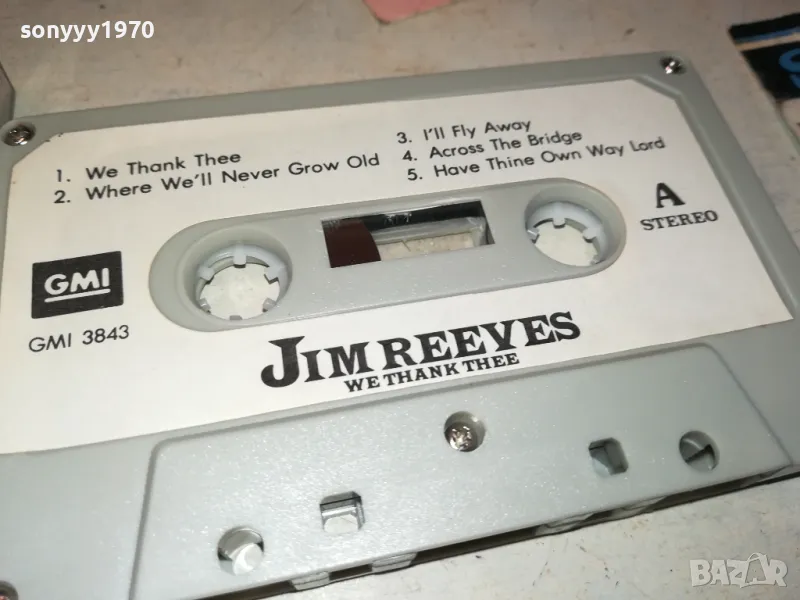 sonyyy1970
1. We Thank Thee
2. Where We'll Never Grow Old
3. I'll Fly Away
4. Across The Bridge
5. Have Thine Own Way Lord
A
STEREO
GMI
GMI 3843
JIM REEVES
WE THANK THEE
BAZAR